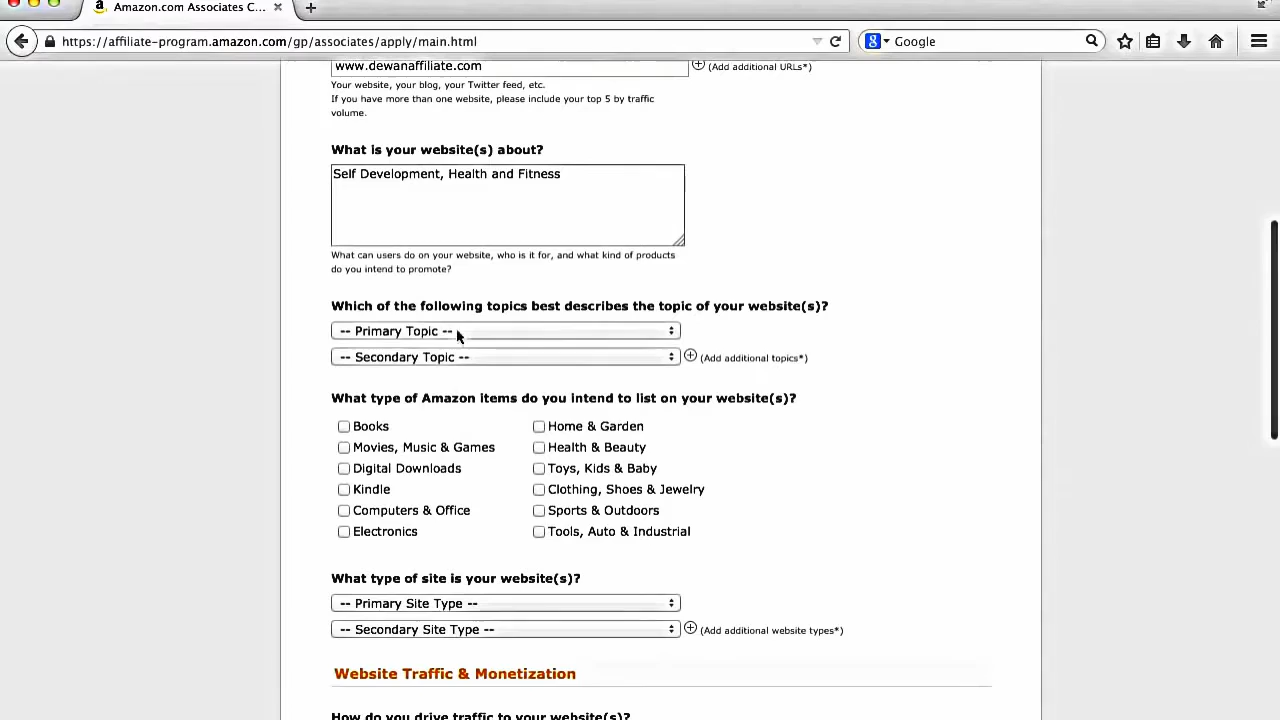 Amazon.com Associates C...
https://affiliate-program.amazon.com/gp/associates/apply/main.html
Google
www.dewanaffiliate.com
(Add additional URLs*)
Your website, your blog, your Twitter feed, etc.
If you have more than one website, please include your top 5 by traffic
volume.
What is your website(s) about?
Self Development, Health and Fitness
What can users do on your website, who is it for, and what kind of products
do you intend to promote?
Which of the following topics best describes the topic of your website(s)?
-- Primary Topic --
-- Secondary Topic --
(Add additional topics*)
What type of Amazon items do you intend to list on your website(s)?
Books
Home & Garden
Movies, Music & Games
Health & Beauty
Digital Downloads
Toys, Kids & Baby
Kindle
Clothing, Shoes & Jewelry
Computers & Office
Sports & Outdoors
Electronics
Tools, Auto & Industrial
What type of site is your website(s)?
-- Primary Site Type --
-- Secondary Site Type --
(Add additional website types*)
Website Traffic & Monetization
How do you drive traffic to your website(s)?